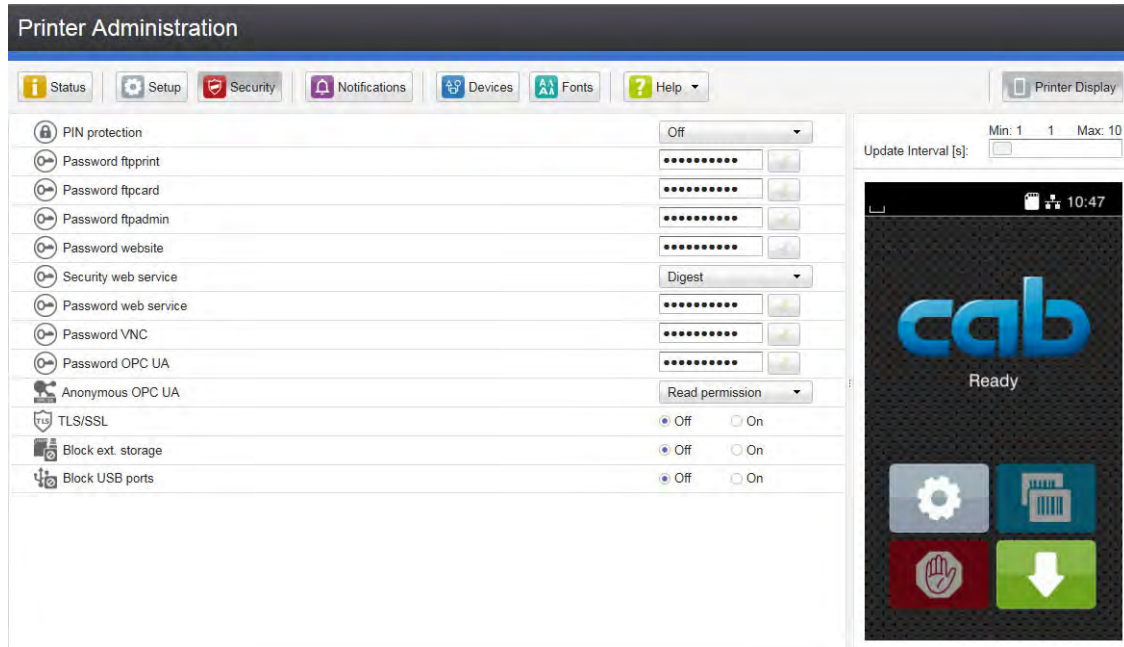 Printer Administration
Status Setup Security Notifications Devices Fonts Help Printer Display
PIN protection Off
Password ftpprint ••••••••••
Password ftpcard ••••••••••
Password ftpadmin ••••••••••
Password website ••••••••••
Security web service Digest
Password web service ••••••••••
Password VNC ••••••••••
Password OPC UA ••••••••••
Anonymous OPC UA Read permission
TLS TLS/SSL Off On
Block ext. storage Off On
Block USB ports Off On
Min: 1 1 Max: 10
Update Interval [s]:
10:47
cab
Ready